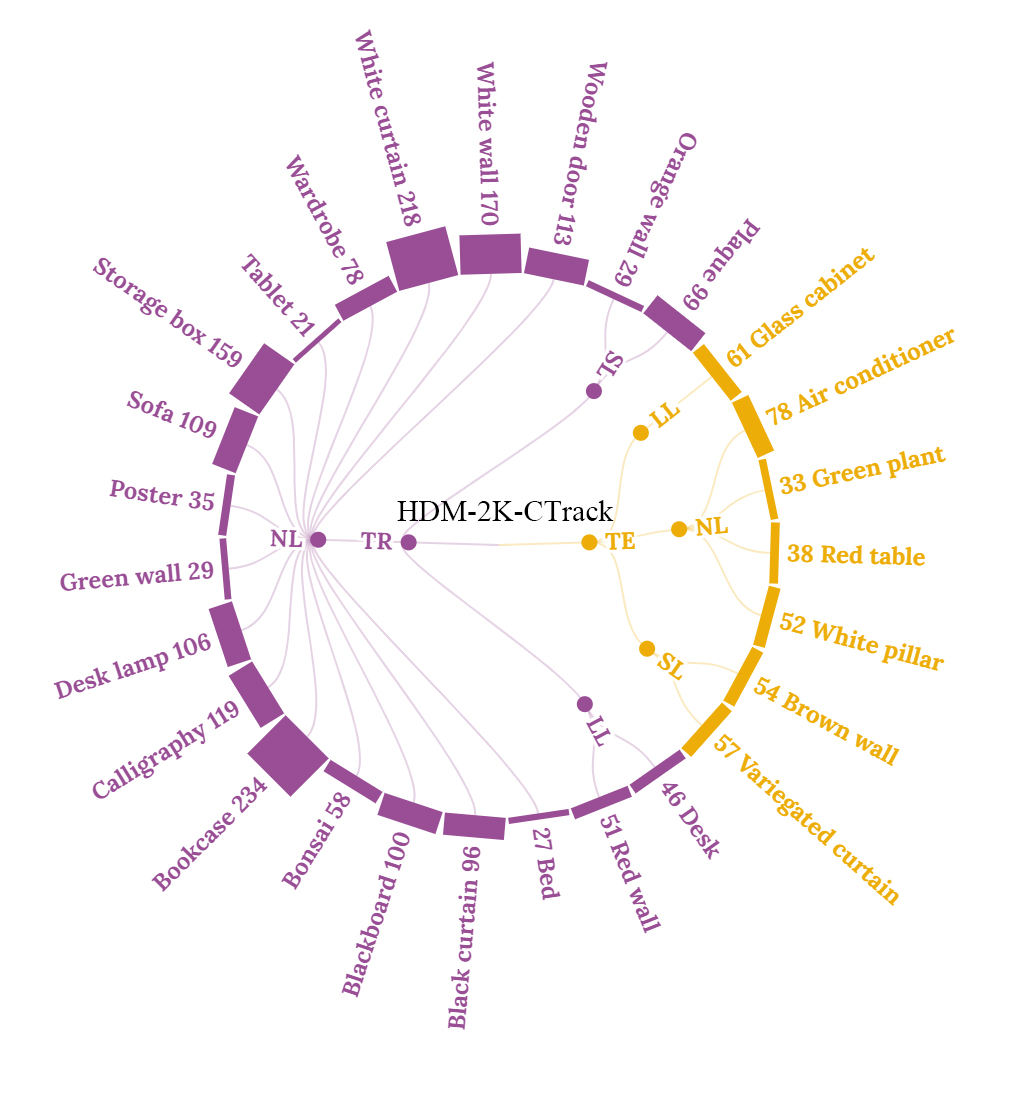 White curtain 218
White wall 170
Wooden door 113
Orange wall 29
Plaque 99
61 Glass cabinet
78 Air conditioner
33 Green plant
38 Red table
52 White pillar
54 Brown wall
57 Variegated curtain
46 Desk
51 Red wall
27 Bed
Black curtain 96
Blackboard 100
Bonsai 58
Bookcase 234
Calligraphy 119
Desk lamp 106
Green wall 29
Poster 35
Sofa 109
Storage box 159
Tablet 21
Wardrobe 78
HDM-2K-CTrack
NL
TR
SL
LL
TE
LL
NL
SL